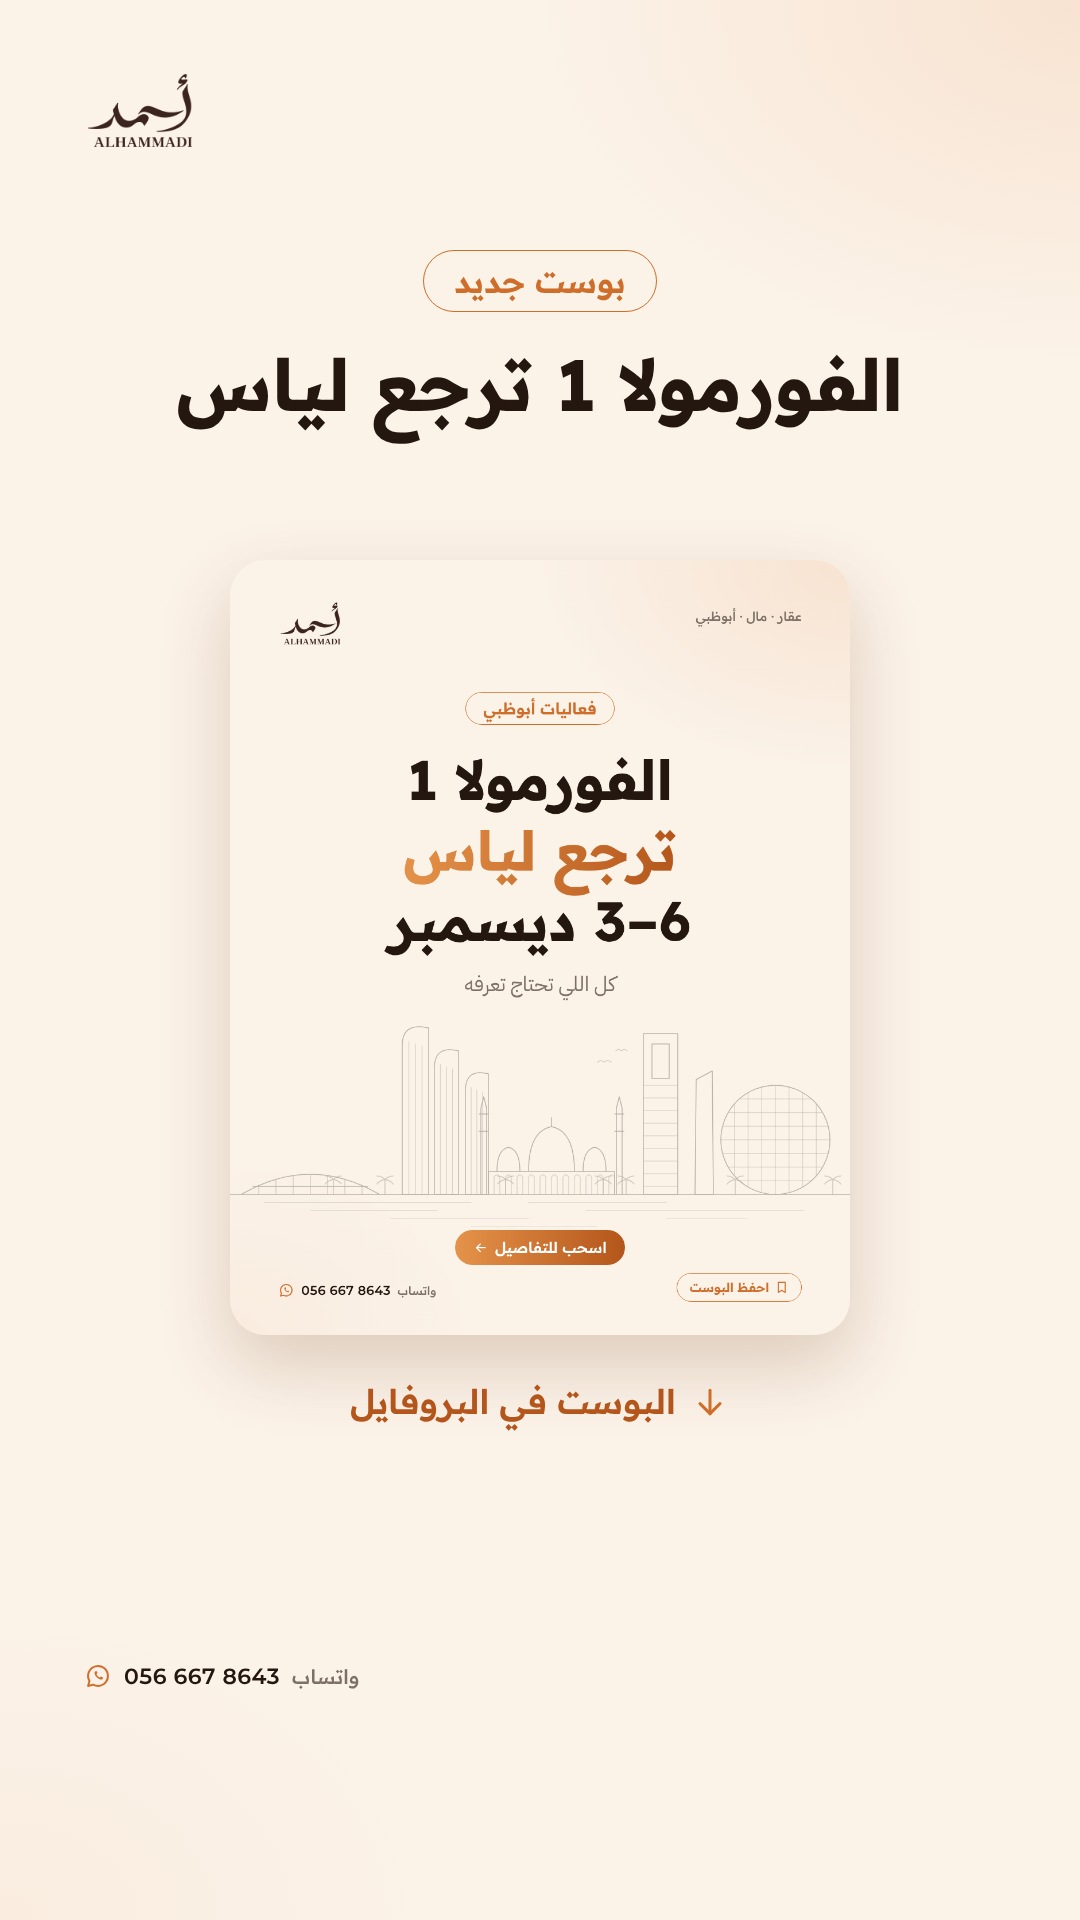 أحمد
ALHAMMADI
بوست جديد
الفورمولا 1 ترجع لياس
أحمد
ALHAMMADI
عقار · مال · أبوظبي
فعاليات أبوظبي
الفورمولا 1
ترجع لياس
3–6 ديسمبر
كل اللي تحتاج تعرفه
اسحب للتفاصيل ←
احفظ البوست
واتساب 056 667 8643
↓ البوست في البروفايل
واتساب 056 667 8643